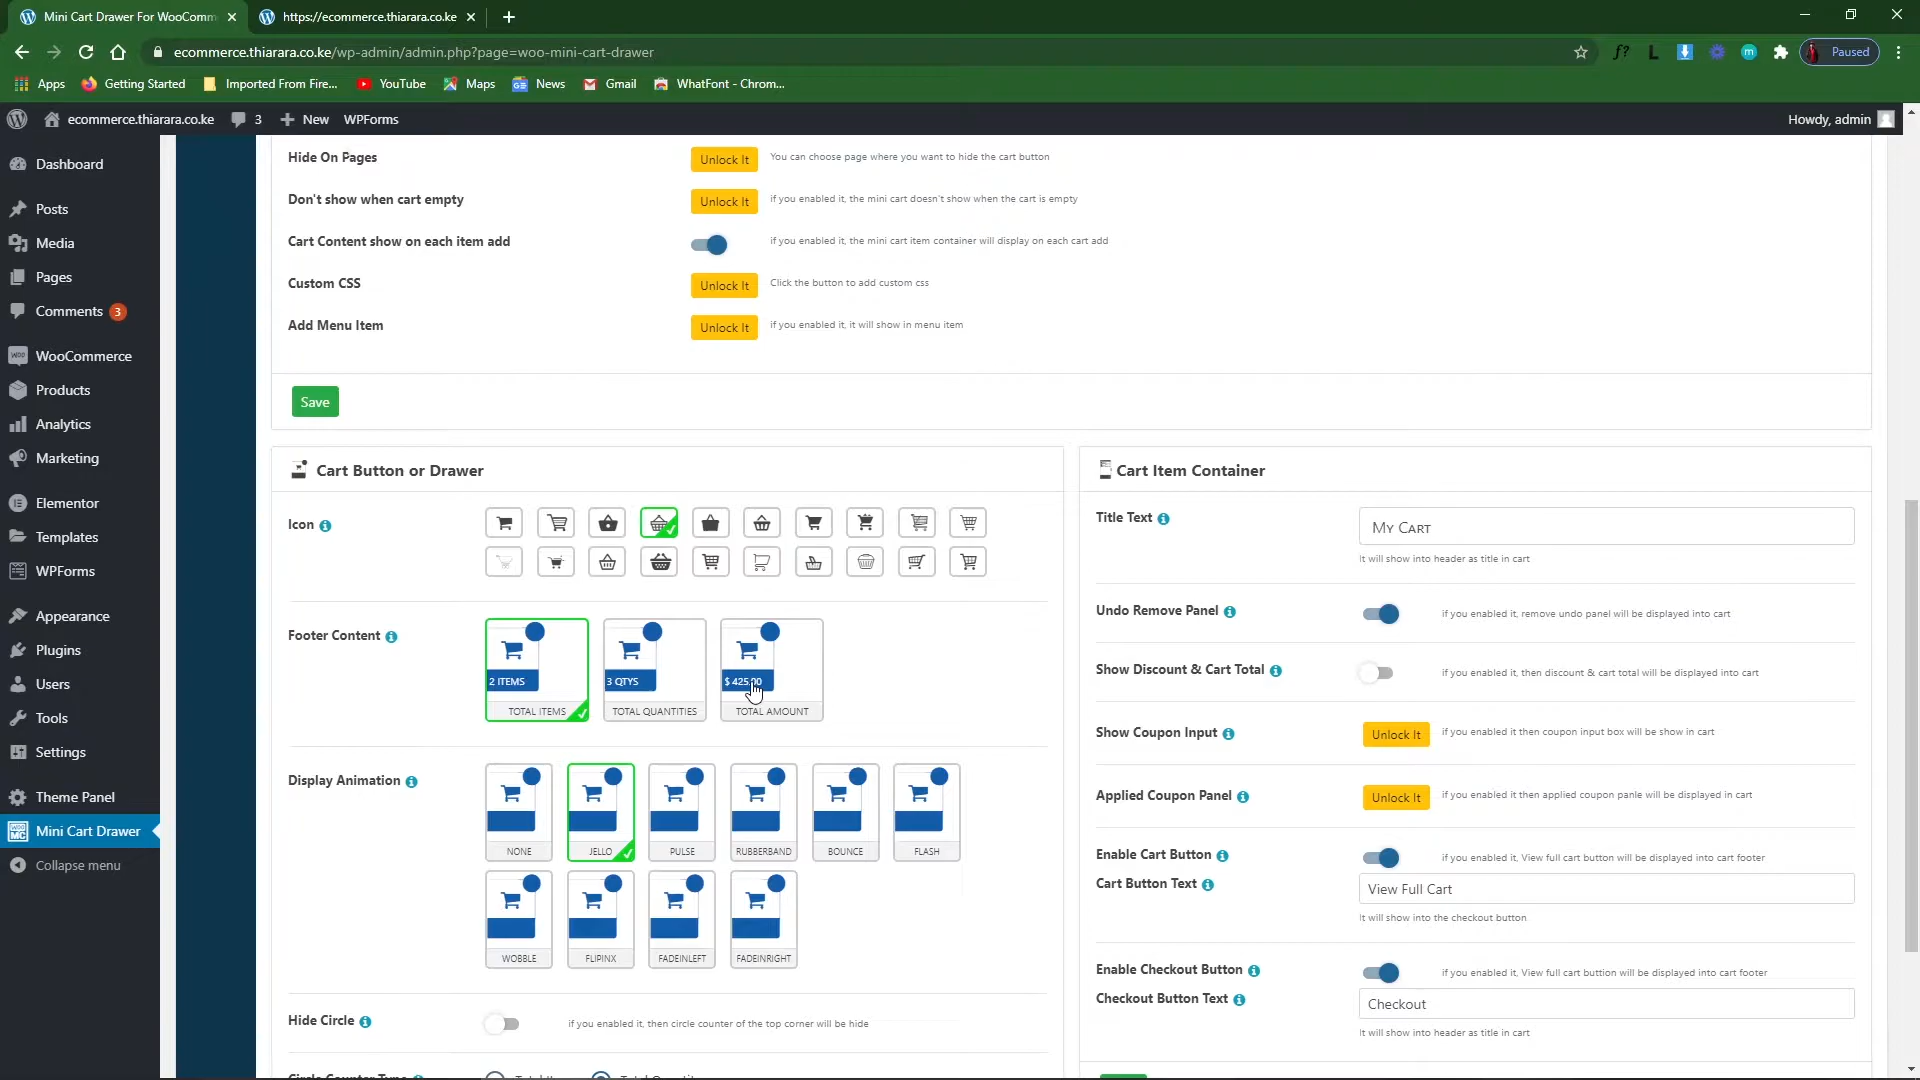 Mini Cart Drawer For WooComm
https://ecommerce.thiarara.co.ke
ecommerce.thiarara.co.ke/wp-admin/admin.php?page=woo-mini-cart-drawer
Paused
Apps
Getting Started
Imported From Fire...
YouTube
Maps
News
Gmail
WhatFont - Chrom...
ecommerce.thiarara.co.ke
3
New
WPForms
Howdy, admin
Dashboard
Posts
Media
Pages
Comments 3
WooCommerce
Products
Analytics
Marketing
Elementor
Templates
WPForms
Appearance
Plugins
Users
Tools
Settings
Theme Panel
Mini Cart Drawer
Collapse menu
Hide On Pages
Unlock It
You can choose page where you want to hide the cart button
Don't show when cart empty
Unlock It
if you enabled it, the mini cart doesn't show when the cart is empty
Cart Content show on each item add
if you enabled it, the mini cart item container will display on each cart add
Custom CSS
Unlock It
Click the button to add custom css
Add Menu Item
Unlock It
if you enabled it, it will show in menu item
Save
Cart Button or Drawer
Icon
Footer Content
2 ITEMS
TOTAL ITEMS
3 QTYS
TOTAL QUANTITIES
$ 425.00
TOTAL AMOUNT
Display Animation
NONE
JELLO
PULSE
RUBBERBAND
BOUNCE
FLASH
WOBBLE
FLIPINX
FADEINLEFT
FADEINRIGHT
Hide Circle
if you enabled it, then circle counter of the top corner will be hide
Cart Item Container
Title Text
My Cart
It will show into header as title in cart
Undo Remove Panel
if you enabled it, remove undo panel will be displayed into cart
Show Discount & Cart Total
if you enabled it, then discount & cart total will be displayed into cart
Show Coupon Input
Unlock It
if you enabled it then coupon input box will be show in cart
Applied Coupon Panel
Unlock It
if you enabled it then applied coupon panle will be displayed in cart
Enable Cart Button
if you enabled it, View full cart button will be displayed into cart footer
Cart Button Text
View Full Cart
It will show into the checkout button
Enable Checkout Button
if you enabled it, View full cart buttion will be displayed into cart footer
Checkout Button Text
Checkout
It will show into header as title in cart